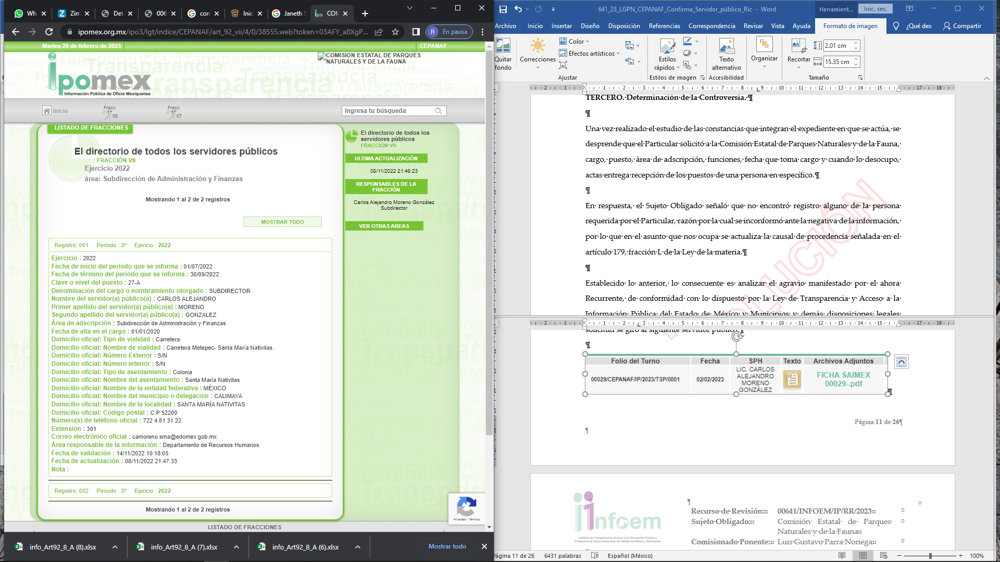 Wh
Zim
Det
006
con
Inic
Janeth S
CON
ipomex.org.mx/ipo3/lgt/indice/CEPANAF/art_92_vii/4/0/38555.web?token=03AFY_a8XgP...
R En pausa
Martes 28 de febrero de 2023
CEPANAF
COMISION ESTATAL DE PARQUES
NATURALES Y DE LA FAUNA
Transparencia
ipomex
Información Pública de Oficio Mexiquense
Inicio
Fracc.
Fracc.
Ingresa tu búsqueda
LISTADO DE FRACCIONES
El directorio de todos los servidores públicos
FRACCIÓN VII
Ejercicio 2022
área: Subdirección de Administración y Finanzas
Mostrando 1 al 2 de 2 registros
MOSTRAR TODO
Registro: 001 Periodo : 3° Ejericio : 2022
Ejercicio : 2022
Fecha de inicio del periodo que se informa : 01/07/2022
Fecha de término del periodo que se informa : 30/09/2022
Clave o nivel del puesto : 27-A
Denominación del cargo o nombramiento otorgado : SUBDIRECTOR
Nombre del servidor(a) público(a) : CARLOS ALEJANDRO
Primer apellido del servidor(a) público(a) : MORENO
Segundo apellido del servidor(a) público(a) : GONZALEZ
Área de adscripción : Subdirección de Administración y Finanzas
Fecha de alta en el cargo : 01/01/2020
Domicilio oficial: Tipo de vialidad : Carretera
Domicilio oficial: Nombre de vialidad : Carretera Metepec- Santa María Nativitas.
Domicilio oficial: Número Exterior : S/N
Domicilio oficial: Número interior : S/N
Domicilio oficial: Tipo de asentamiento : Colonia
Domicilio oficial: Nombre del asentamiento : Santa María Nativitas
Domicilio oficial: Nombre de la entidad federativa : MÉXICO
Domicilio oficial: Nombre del municipio o delegación : CALIMAYA
Domicilio oficial: Nombre de la localidad : SANTA MARÍA NATIVITAS
Domicilio oficial: Código postal : C.P 52200
Número(s) de teléfono oficial : 722 4 81 31 22
Extensión : 301
Correo electrónico oficial : camoreno.sma@edomex.gob.mx
Área responsable de la información : Departamento de Recursos Humanos
Fecha de validación : 14/11/2022 10:18:05
Fecha de actualización : 08/11/2022 21:47:33
Nota :
Registro: 002 Periodo : 3° Ejericio : 2022
Mostrando 1 al 2 de 2 registros
LISTADO DE FRACCIONES
El directorio de todos los
servidores públicos
FRACCIÓN VII
ULTIMA ACTUALIZACIÓN
08/11/2022 21:48:23
RESPONSABLES DE LA
FRACCIÓN
Carlos Alejandro Moreno González
Subdirector
VER OTRAS AREAS
Privacidad - Términos
info_Art92_8_A (8).xlsx
info_Art92_8_A (7).xlsx
info_Art92_8_A (6).xlsx
Mostrar todo
641_23_LGPN_CEPANAF_Confirma_Servidor_público_Ric - Word
Herramient...
Inic. ses.
Archivo Inicio Insertar Diseño Disposición Referencias Correspondencia Revisar Vista Ayuda Formato de imagen ¿Qué des Compartir
Quitar
fondo
Correcciones
Color
Efectos artísticos
Ajustar
Estilos
rápidos
Estilos de imagen
Texto
alternativo
Accesibilidad
Organizar
Recortar
2.01 cm
15.35 cm
Tamaño
TERCERO. Determinación de la Controversia. ¶
¶
Una vez realizado el estudio de las constancias que integran el expediente en que se actúa, se
desprende que el Particular solicitó a la Comisión Estatal de Parques Naturales y de la Fauna,
cargo, puesto, área de adscripción, funciones, fecha que toma cargo y cuando lo desocupo,
actas entrega recepción de los puestos de una persona en específico.¶
¶
En respuesta, el Sujeto Obligado señaló que no encontró registro alguno de la persona
requerida por el Particular, razón por la cual se inconformó ante la negativa de la información,
por lo que en el asunto que nos ocupa se actualiza la causal de procedencia señalada en el
artículo 179, fracción I, de la Ley de la materia.¶
¶
Establecido lo anterior, lo consecuente es analizar el agravio manifestado por el ahora
Recurrente, de conformidad con lo dispuesto por la Ley de Transparencia y Acceso a la
Información Pública del Estado de México y Municipios y demás disposiciones legales
solicitud se giró al siguiente servidor público.¶
¶
Folio del Turno Fecha SPH Texto Archivos Adjuntos
00029/CEPANAF/IP/2023/TSP/0001 02/02/2023 LIC. CARLOS
ALEJANDRO
MORENO
GONZÁLEZ
FICHA SAIMEX
00029-.pdf
¶
Página 11 de 26¶
¶
infoem
Instituto de Transparencia, Acceso a la Información Pública y
Protección de Datos Personales del Estado de México y Municipios
¶
Recurso de Revisión:¤ 00641/INFOEM/IP/RR/2023¤
Sujeto Obligado:¤ Comisión Estatal de Parques
Naturales y de la Fauna¤
Comisionado Ponente:¤ Luis Gustavo Parra Noriega¤
Página 11 de 26 6431 palabras Español (México) 100%